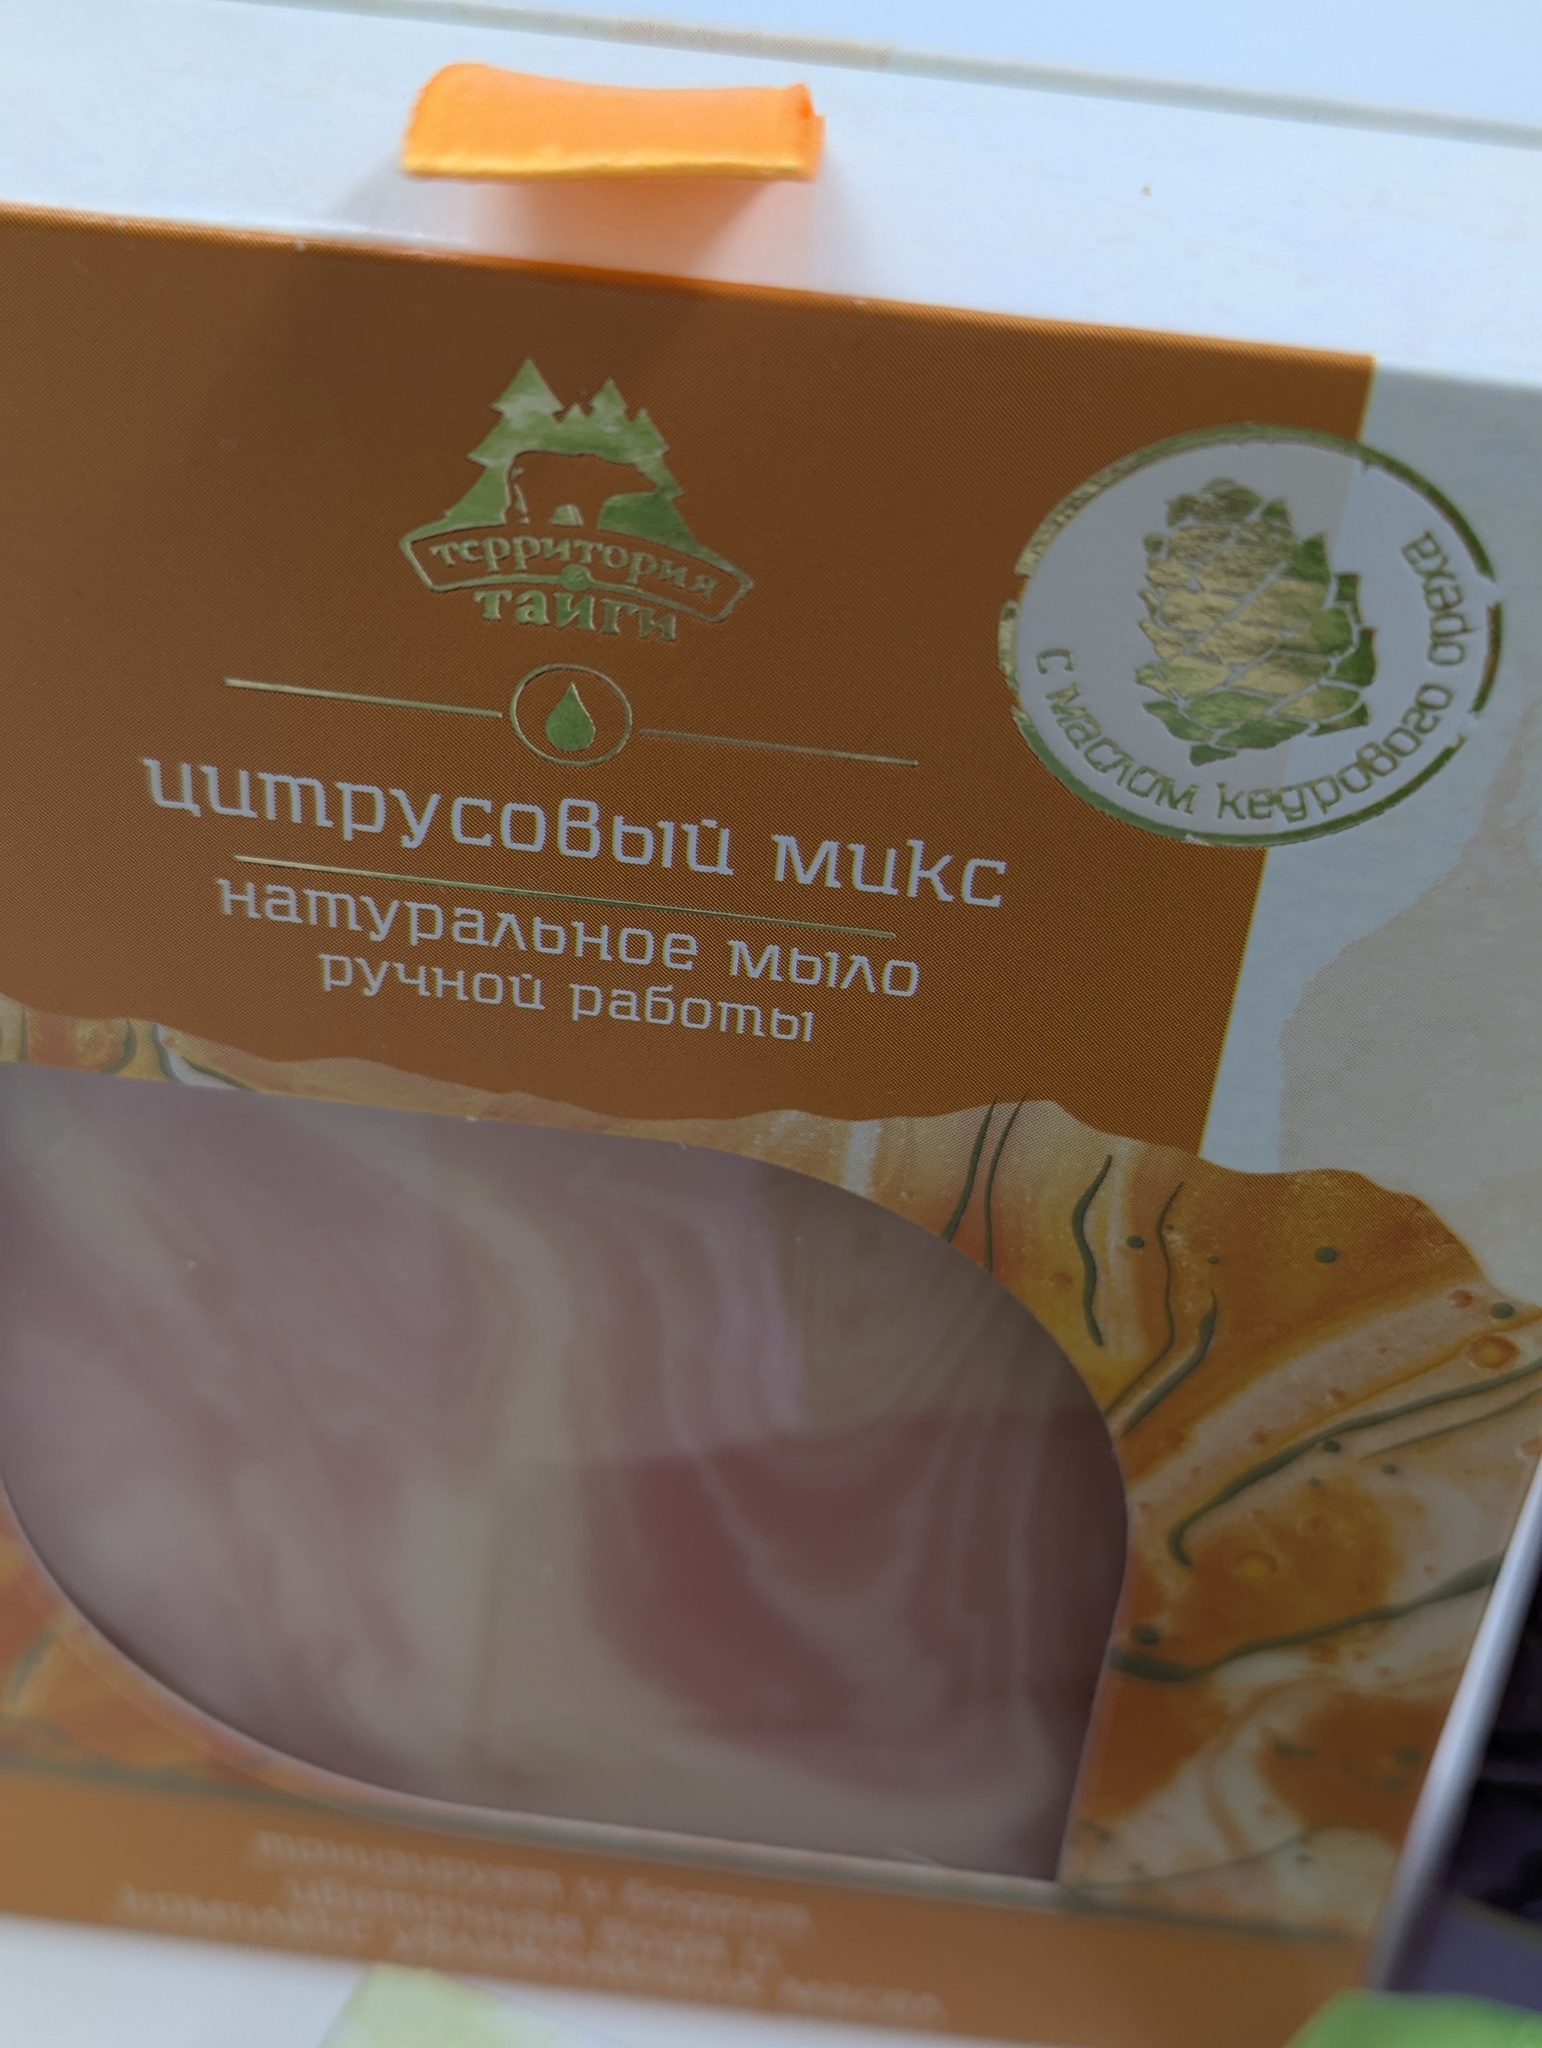 территория
тайги
с маслом кедрового ореха
цитрусовый микс
натуральное мыло
ручной работы